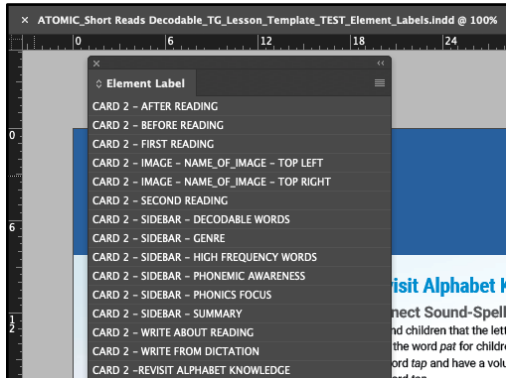 × ATOMIC_Short Reads Decodable_TG_Lesson_Template_TEST_Element_Labels.indd @ 100%
0 6 12 18 24
Element Label
CARD 2 – AFTER READING
CARD 2 – BEFORE READING
0
CARD 2 – FIRST READING
CARD 2 – IMAGE – NAME_OF_IMAGE – TOP LEFT
CARD 2 – IMAGE – NAME_OF_IMAGE – TOP RIGHT
CARD 2 – SECOND READING
CARD 2 – SIDEBAR – DECODABLE WORDS
6
CARD 2 – SIDEBAR – GENRE
CARD 2 – SIDEBAR – HIGH FREQUENCY WORDS
CARD 2 – SIDEBAR – PHONEMIC AWARENESS
visit Alphabet K
CARD 2 – SIDEBAR – PHONICS FOCUS
CARD 2 – SIDEBAR – SUMMARY
nect Sound-Spell
12
CARD 2 – WRITE ABOUT READING
nd children that the lett
CARD 2 – WRITE FROM DICTATION
the word pat for childre
CARD 2 –REVISIT ALPHABET KNOWLEDGE
ord tap and have a volu